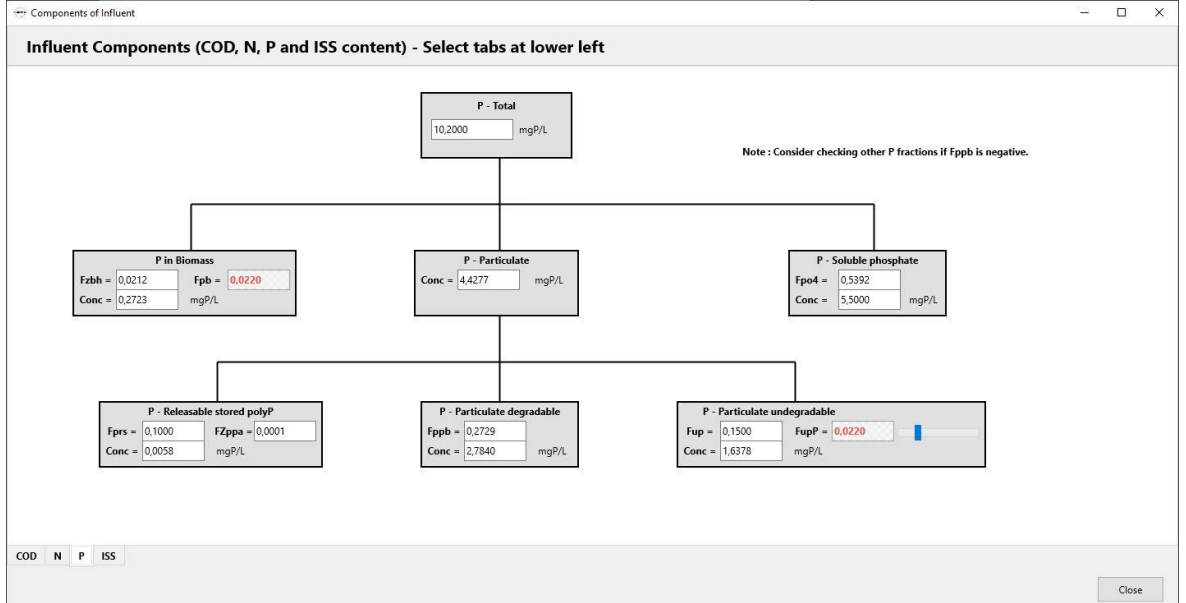 Components of Influent
Influent Components (COD, N, P and ISS content) - Select tabs at lower left
P - Total
10,2000 mgP/L
Note : Consider checking other P fractions if Fppb is negative.
P in Biomass
Fzbh = 0,0212 Fpb = 0,0220
Conc = 0,2723 mgP/L
P - Particulate
Conc = 4,4277 mgP/L
P - Soluble phosphate
Fpo4 = 0,5392
Conc = 5,5000 mgP/L
P - Releasable stored polyP
Fprs = 0,1000 FZppa = 0,0001
Conc = 0,0058 mgP/L
P - Particulate degradable
Fppb = 0,2729
Conc = 2,7840 mgP/L
P - Particulate undegradable
Fup = 0,1500 FupP = 0,0220
Conc = 1,6378 mgP/L
COD N P ISS
Close